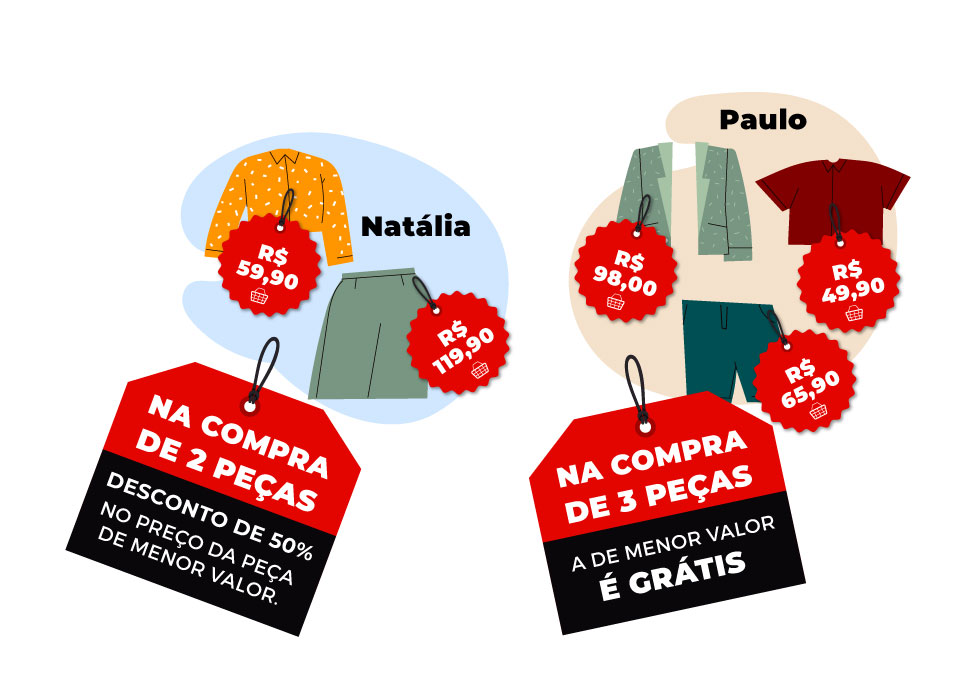 Natália
R$
59,90
R$
119,90
NA COMPRA
DE 2 PEÇAS
DESCONTO DE 50%
NO PREÇO DA PEÇA
DE MENOR VALOR.
Paulo
R$
98,00
R$
49,90
R$
65,90
NA COMPRA
DE 3 PEÇAS
A DE MENOR VALOR
É GRÁTIS